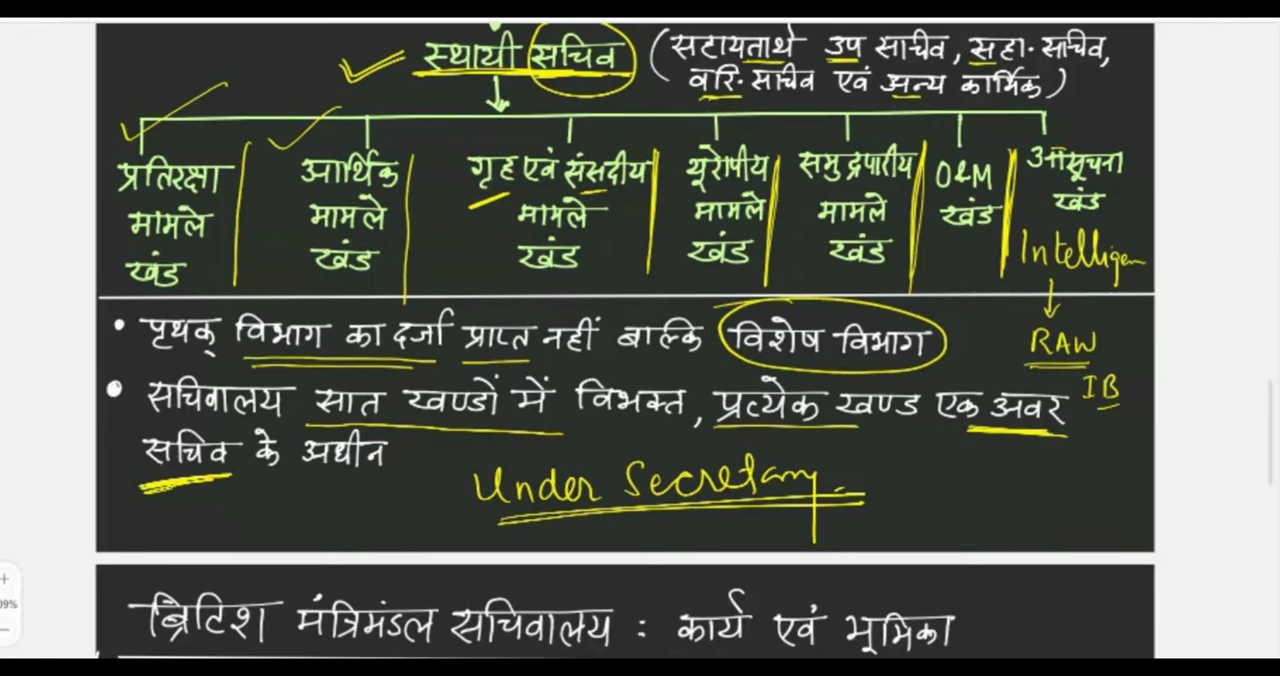 स्थायी सचिव (सहायतार्थ उप सचिव, सहा. सचिव,
वरि. सचिव एवं अन्य कार्मिक)
प्रतिरक्षा मामले खंड
आर्थिक मामले खंड
गृह एवं संसदीय मामले खंड
यूरोपीय मामले खंड
समुद्रपारीय मामले खंड
O&M खंड
आसूचना खंड
Intelligen
RAW
IB
• पृथक् विभाग का दर्जा प्राप्त नहीं बल्कि विशेष विभाग
• सचिवालय सात खण्डों में विभक्त, प्रत्येक खण्ड एक अवर
सचिव के अधीन
Under Secretary
ब्रिटिश मंत्रिमंडल सचिवालय : कार्य एवं भूमिका